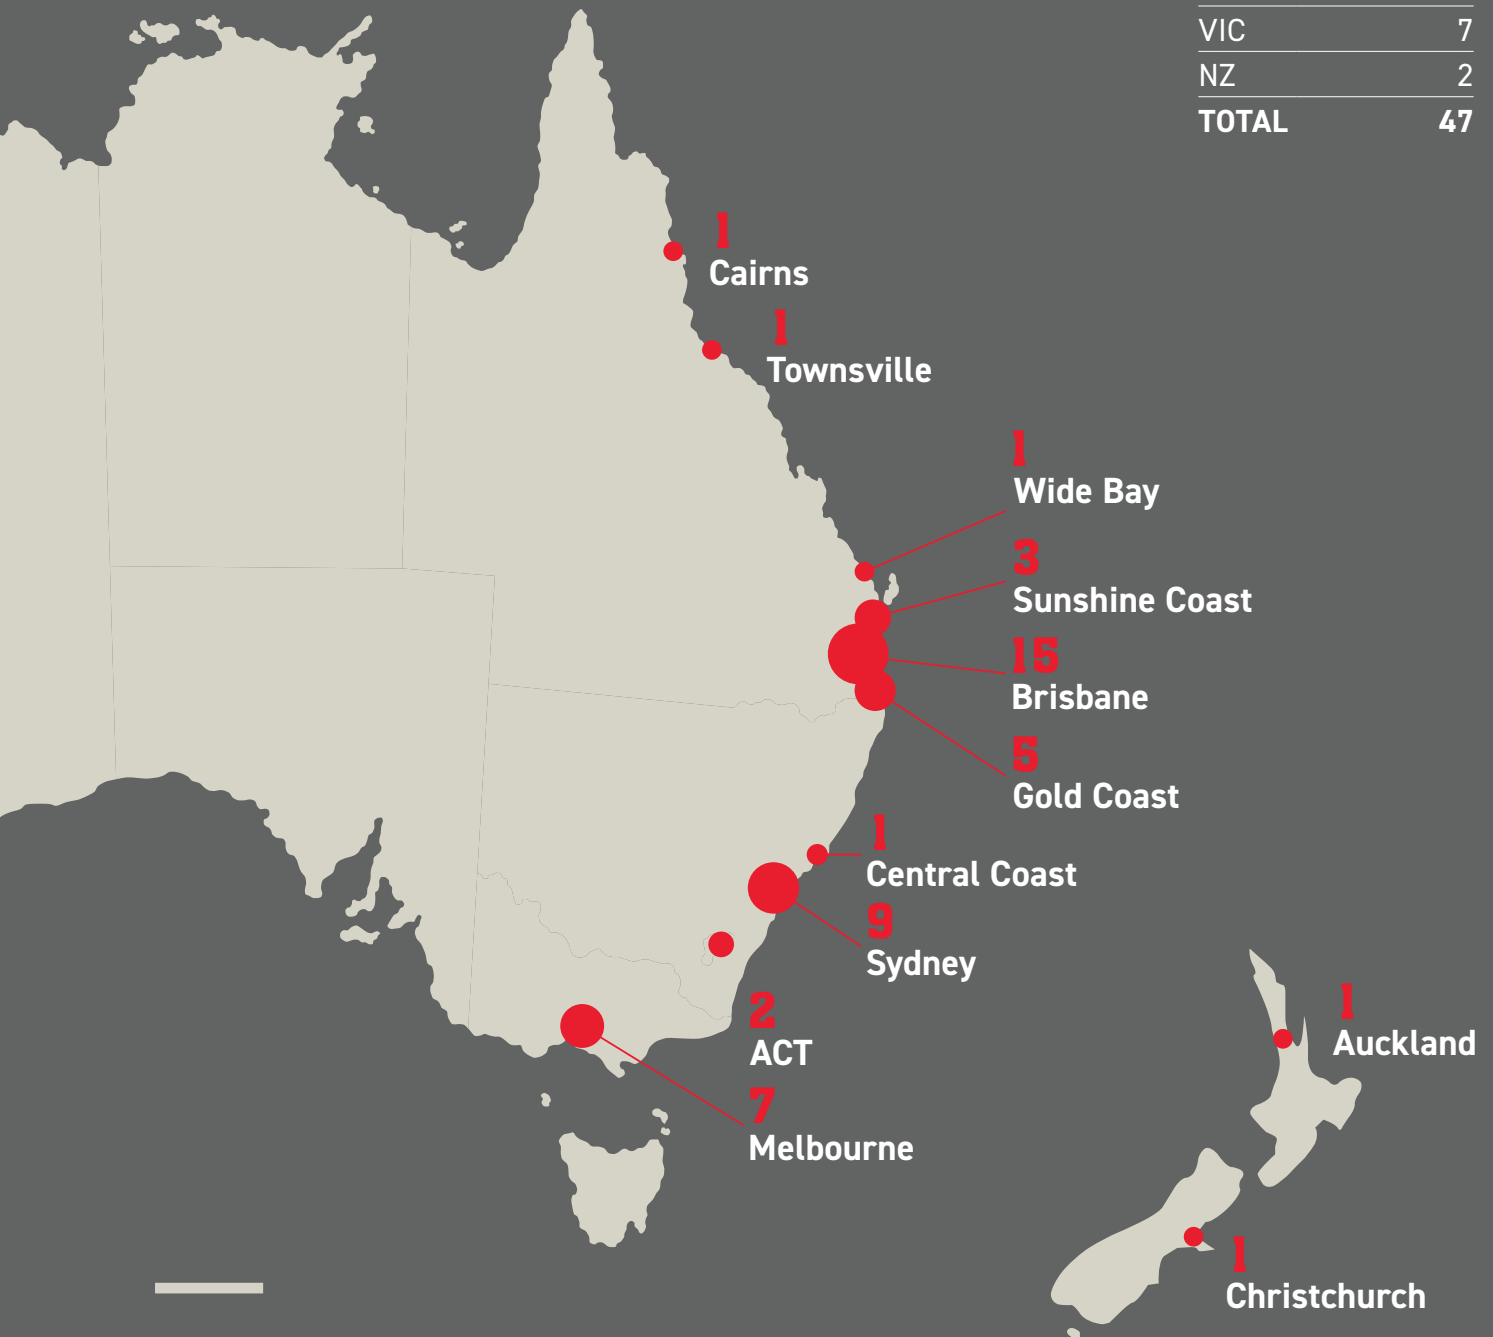 VIC 7
NZ 2
TOTAL 47
1
Cairns
1
Townsville
1
Wide Bay
3
Sunshine Coast
15
Brisbane
5
Gold Coast
1
Central Coast
9
Sydney
2
ACT
7
Melbourne
1
Auckland
1
Christchurch